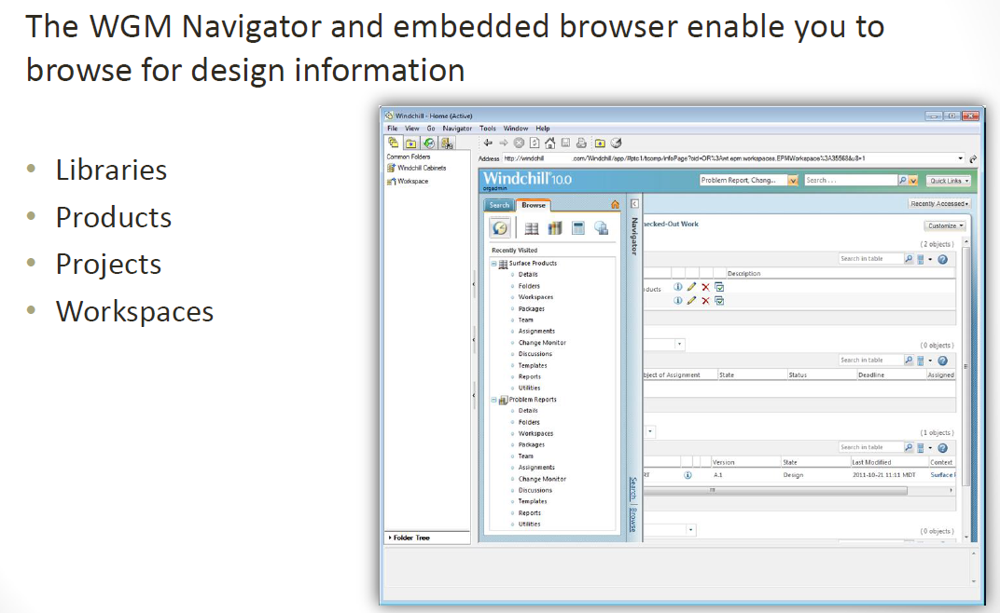 The WGM Navigator and embedded browser enable you to
browse for design information
Libraries
Products
Projects
Workspaces
Windchill - Home (Active)
File View Go Navigator Tools Window Help
Common Folders
Windchill Cabinets
Workspace
Folder Tree
Address http://windchill .com/Windchill/app/#ptc1/tcomp/infoPage?oid=OR%3Awt.epm.workspaces.EPMWorkspace%3A35568&u8=1
Windchill 10.0
orgadmin
Problem Report, Chang...
Search ...
Quick Links
Recently Accessed
Search Browse
Recently Visited
Surface Products
Details
Folders
Workspaces
Packages
Team
Assignments
Change Monitor
Discussions
Templates
Reports
Utilities
Problem Reports
Details
Folders
Workspaces
Packages
Team
Assignments
Change Monitor
Discussions
Templates
Reports
Utilities
Navigator
Search | Browse
hecked-Out Work
Customize
(2 objects)
Search in table
Description
ducts
(0 objects)
Search in table
bject of Assignment State Status Deadline Assigned
(1 objects)
Search in table
Version State Last Modified Context
RT A.1 Design 2011-10-21 11:11 MDT Surface
(0 objects)